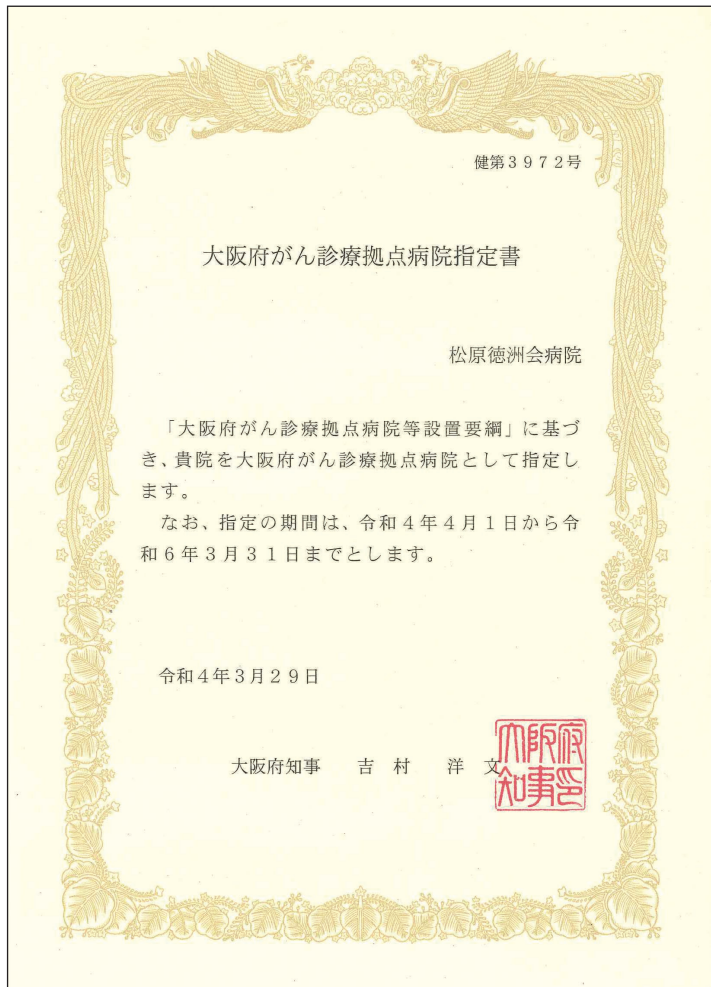 健第３９７２号
大阪府がん診療拠点病院指定書
松原徳洲会病院
「大阪府がん診療拠点病院等設置要綱」に基づ
き、貴院を大阪府がん診療拠点病院として指定し
ます。
なお、指定の期間は、令和４年４月１日から令
和６年３月３１日までとします。
令和４年３月２９日
大阪府知事　吉　村　洋　文
大阪府
知事印